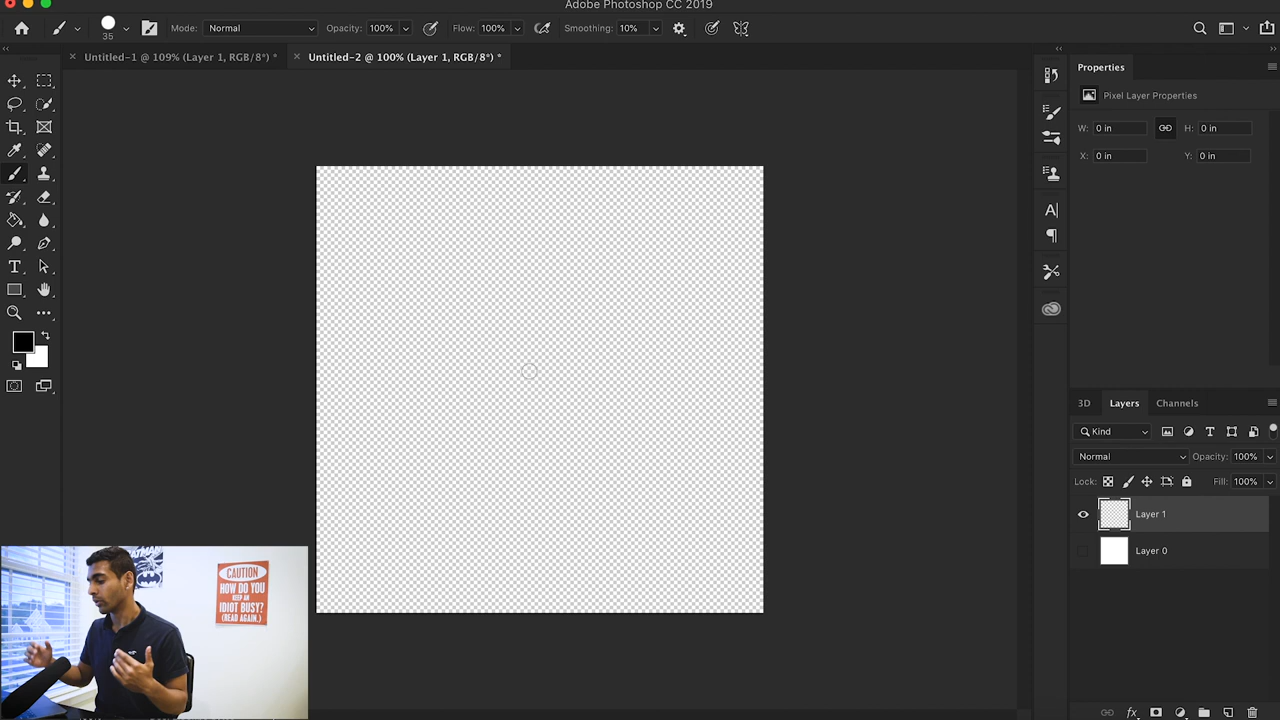 Adobe Photoshop CC 2019
35
Mode: Normal
Opacity: 100%
Flow: 100%
Smoothing: 10%
Untitled-1 @ 109% (Layer 1, RGB/8*) *
Untitled-2 @ 100% (Layer 1, RGB/8*) *
Properties
Pixel Layer Properties
W: 0 in
H: 0 in
X: 0 in
Y: 0 in
3D
Layers
Channels
Kind
Normal
Opacity: 100%
Lock:
Fill: 100%
Layer 1
Layer 0
BATMAN
CAUTION
HOW DO YOU
KEEP AN
IDIOT BUSY?
(READ AGAIN.)